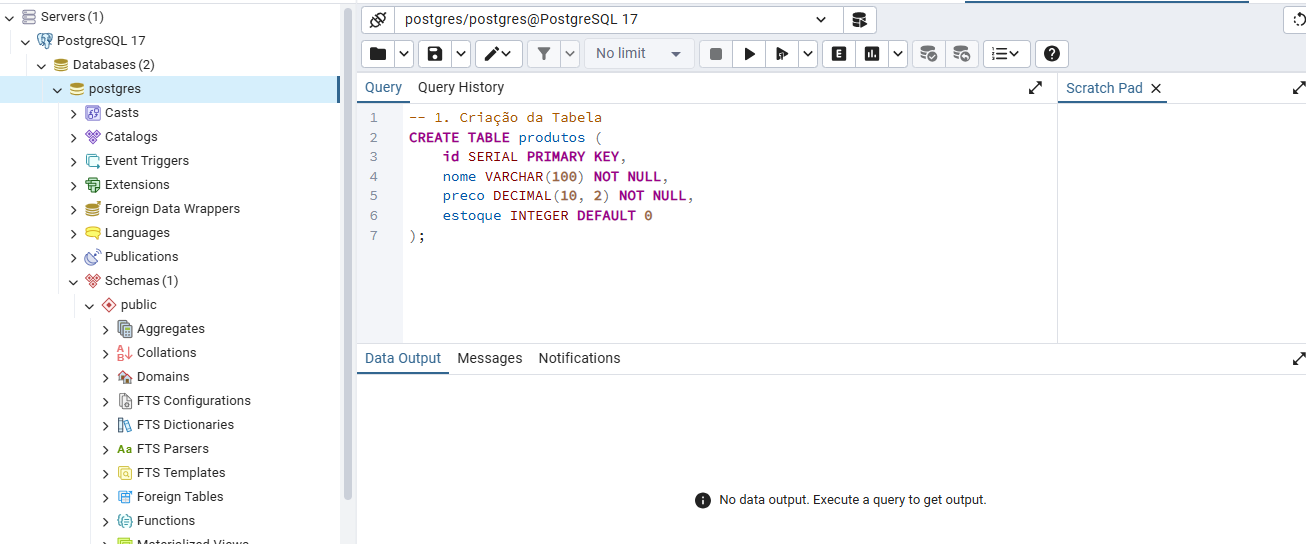 Servers (1)
PostgreSQL 17
Databases (2)
postgres
Casts
Catalogs
Event Triggers
Extensions
Foreign Data Wrappers
Languages
Publications
Schemas (1)
public
Aggregates
Collations
Domains
FTS Configurations
FTS Dictionaries
Aa FTS Parsers
FTS Templates
Foreign Tables
Functions
Materialized Views
postgres/postgres@PostgreSQL 17
No limit
E
Query Query History
Scratch Pad
1 -- 1. Criação da Tabela
2 CREATE TABLE produtos (
3 id SERIAL PRIMARY KEY,
4 nome VARCHAR(100) NOT NULL,
5 preco DECIMAL(10, 2) NOT NULL,
6 estoque INTEGER DEFAULT 0
7 );
Data Output Messages Notifications
No data output. Execute a query to get output.